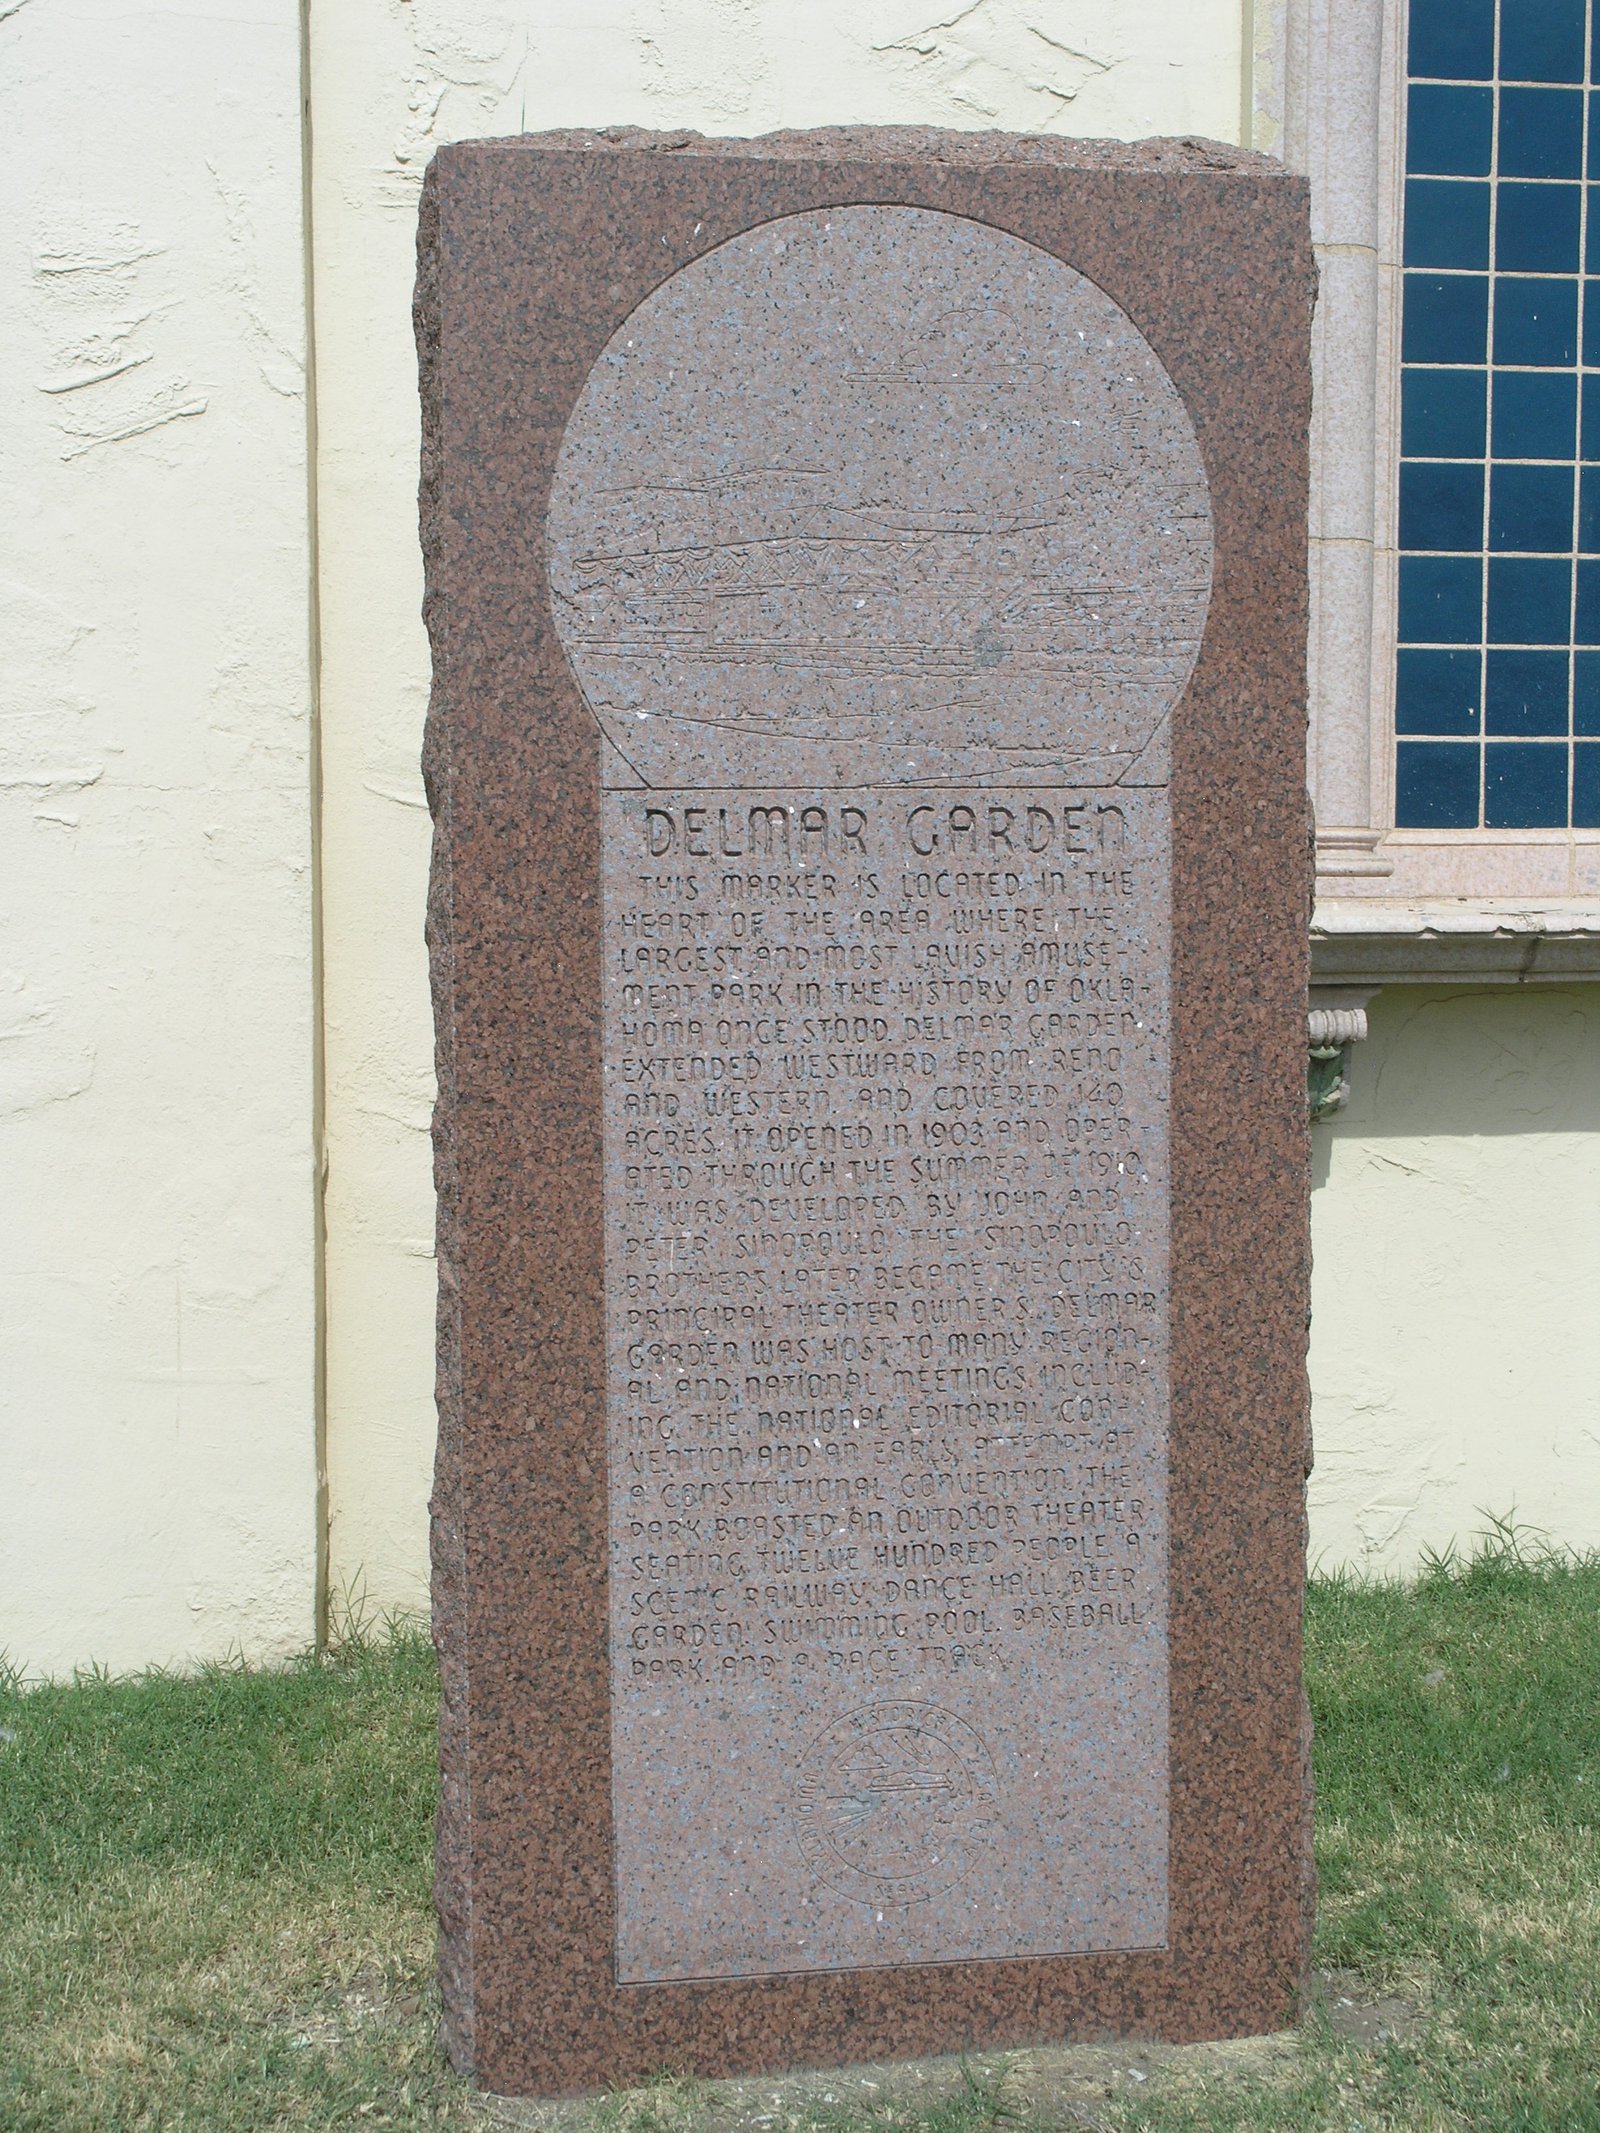 DELMAR GARDEN
THIS MARKER IS LOCATED IN THE
HEART OF THE AREA WHERE THE
LARGEST AND MOST LAVISH AMUSE-
MENT PARK IN THE HISTORY OF OKLA-
HOMA ONCE STOOD. DELMAR GARDEN
EXTENDED WESTWARD FROM RENO
AND WESTERN AND COVERED 140
ACRES. IT OPENED IN 1903 AND OPER-
ATED THROUGH THE SUMMER OF 1910.
IT WAS DEVELOPED BY JOHN AND
PETER SINOPOULO. THE SINOPOULO
BROTHERS LATER BECAME THE CITY'S
PRINCIPAL THEATER OWNERS. DELMAR
GARDEN WAS HOST TO MANY REGION-
AL AND NATIONAL MEETINGS INCLUD-
ING THE NATIONAL EDITORIAL CON-
VENTION AND AN EARLY ATTEMPT AT
A CONSTITUTIONAL CONVENTION. THE
PARK BOASTED AN OUTDOOR THEATER
SEATING TWELVE HUNDRED PEOPLE, A
SCENIC RAILWAY, DANCE HALL, BEER
GARDEN, SWIMMING POOL, BASEBALL
PARK AND A RACE TRACK.
OKLAHOMA HISTORICAL SOCIETY
SEAL
HISTORICAL SOCIETY